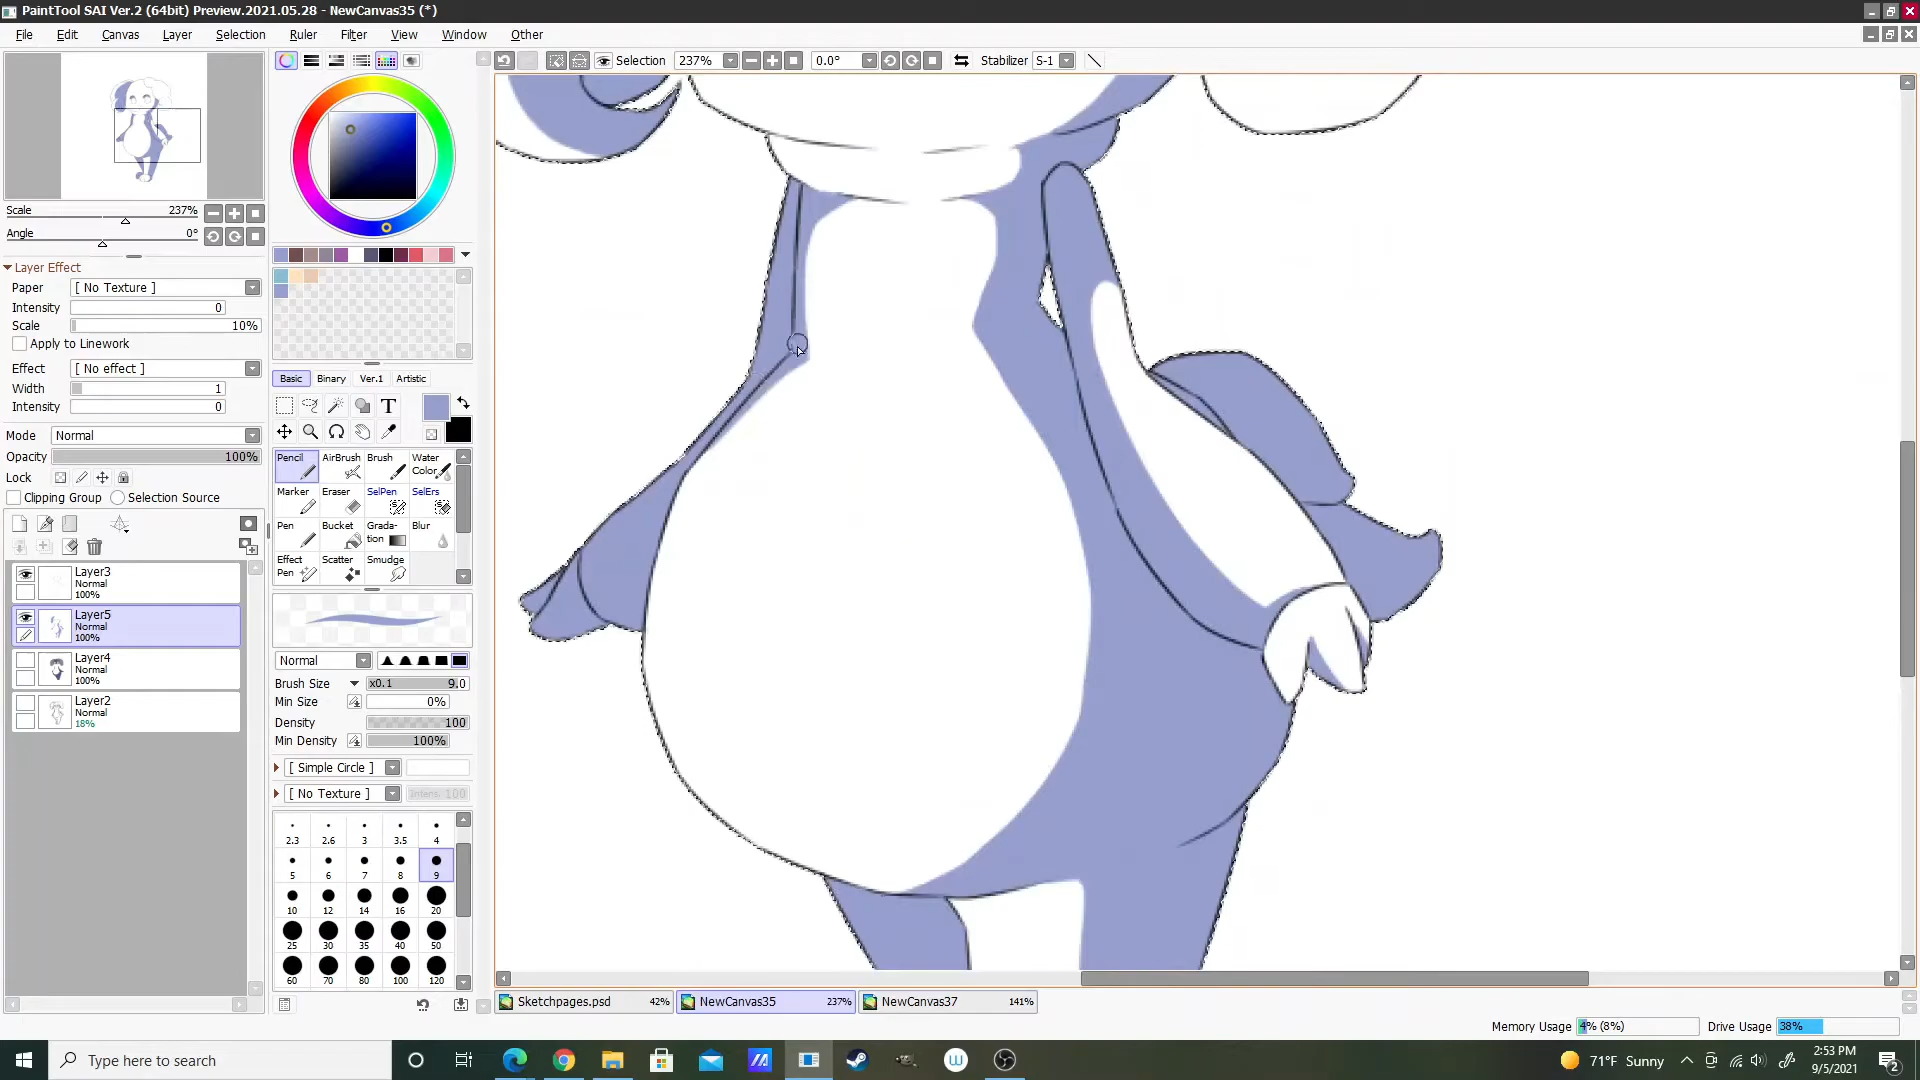 PaintTool SAI Ver.2 (64bit) Preview.2021.05.28 - NewCanvas35 (*)
File Edit Canvas Layer Selection Ruler Filter View Window Other
Selection 237% 0.0° Stabilizer S-1
Scale 237%
Angle 0°
Layer Effect
Paper [ No Texture ]
Intensity 0
Scale 10%
Apply to Linework
Effect [ No effect ]
Width 1
Intensity 0
Mode Normal
Opacity 100%
Lock
Clipping Group Selection Source
Layer3
Normal
100%
Layer5
Normal
100%
Layer4
Normal
100%
Layer2
Normal
18%
Basic Binary Ver.1 Artistic
T
Pencil AirBrush Brush Water Color
Marker Eraser SelPen SelErs
Pen Bucket Grada-tion Blur
Effect Pen Scatter Smudge
Normal
Brush Size x0.1 9.0
Min Size 0%
Density 100
Min Density 100%
[ Simple Circle ]
[ No Texture ] Intens. 100
2.3 2.6 3 3.5 4
5 6 7 8 9
10 12 14 16 20
25 30 35 40 50
60 70 80 100 120
Sketchpages.psd 42% NewCanvas35 237% NewCanvas37 141%
Memory Usage 4% (8%) Drive Usage 38%
Type here to search
71°F Sunny
2:53 PM
9/5/2021
2